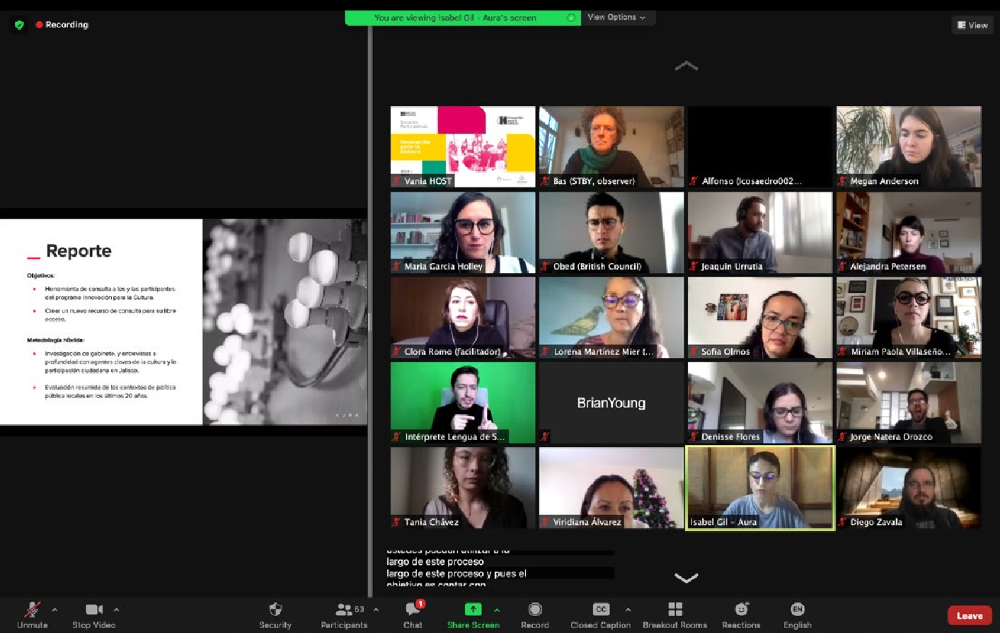 You are viewing Isabel Gil - Aura's screen
View Options
Recording
View
Reporte
Objetivos:
Herramienta de consulta a los y las participantes
del programa Innovación para la Cultura.
Crear un nuevo recurso de consulta para su libre
acceso.
Metodología híbrida:
Investigación de gabinete, y entrevistas a
profundidad con agentes claves de la cultura y la
participación ciudadana en Jalisco.
Evaluación resumida de los contextos de política
pública locales en los últimos 20 años.
AURA
Innovación
para la
Cultura
Vania HOST
Bas (STBY, observer)
Alfonso (Icosaedro002...
Megan Anderson
María García Holley
Obed (British Council)
Joaquin Urrutia
Alejandra Petersen
Clora Romo (facilitador)
Lorena Martínez Mier (...
Sofía Olmos
Miriam Paola Villaseño...
Intérprete Lengua de S...
BrianYoung
Denisse Flores
Jorge Natera Orozco
Tania Chávez
Viridiana Álvarez
Isabel Gil - Aura
Diego Zavala
ustedes puedan utilizar a lo
largo de este proceso
largo de este proceso y pues el
objetivo es contar con
Unmute
Stop Video
Security
53
Participants
1
Chat
Share Screen
Record
CC
Closed Caption
Breakout Rooms
Reactions
EN
English
Leave